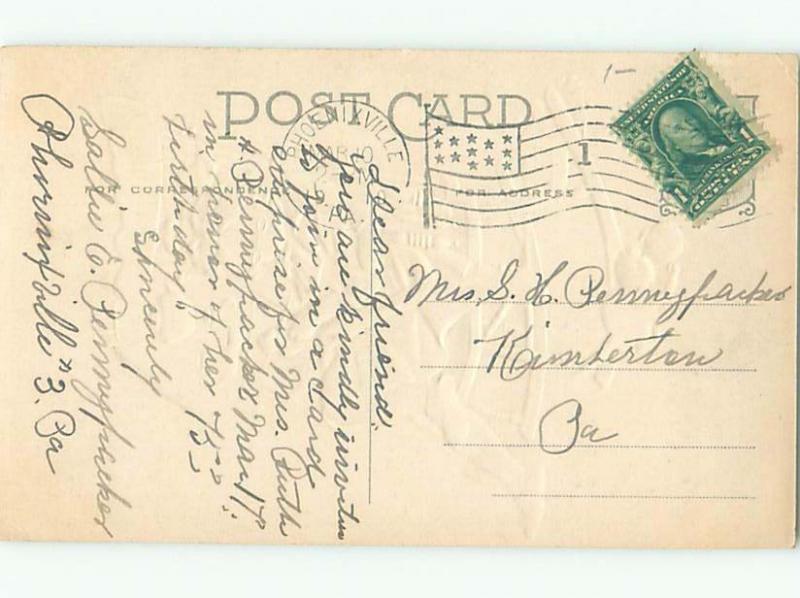 POST CARD
PHOENIXVILLE
MAR 10
PA
1
FOR CORRESPONDENCE
FOR ADDRESS
Dear friend.
You are kindly invited
to join in a card
surprise for Mrs. Ruth
A. Pennypacker Mar 17th
in honor of her 75th
birthday.
Sincerely
Sallie E. Pennypacker
Phoenixville # 3. Pa
Mrs. S. H. Pennypacker
Kimberton
Pa